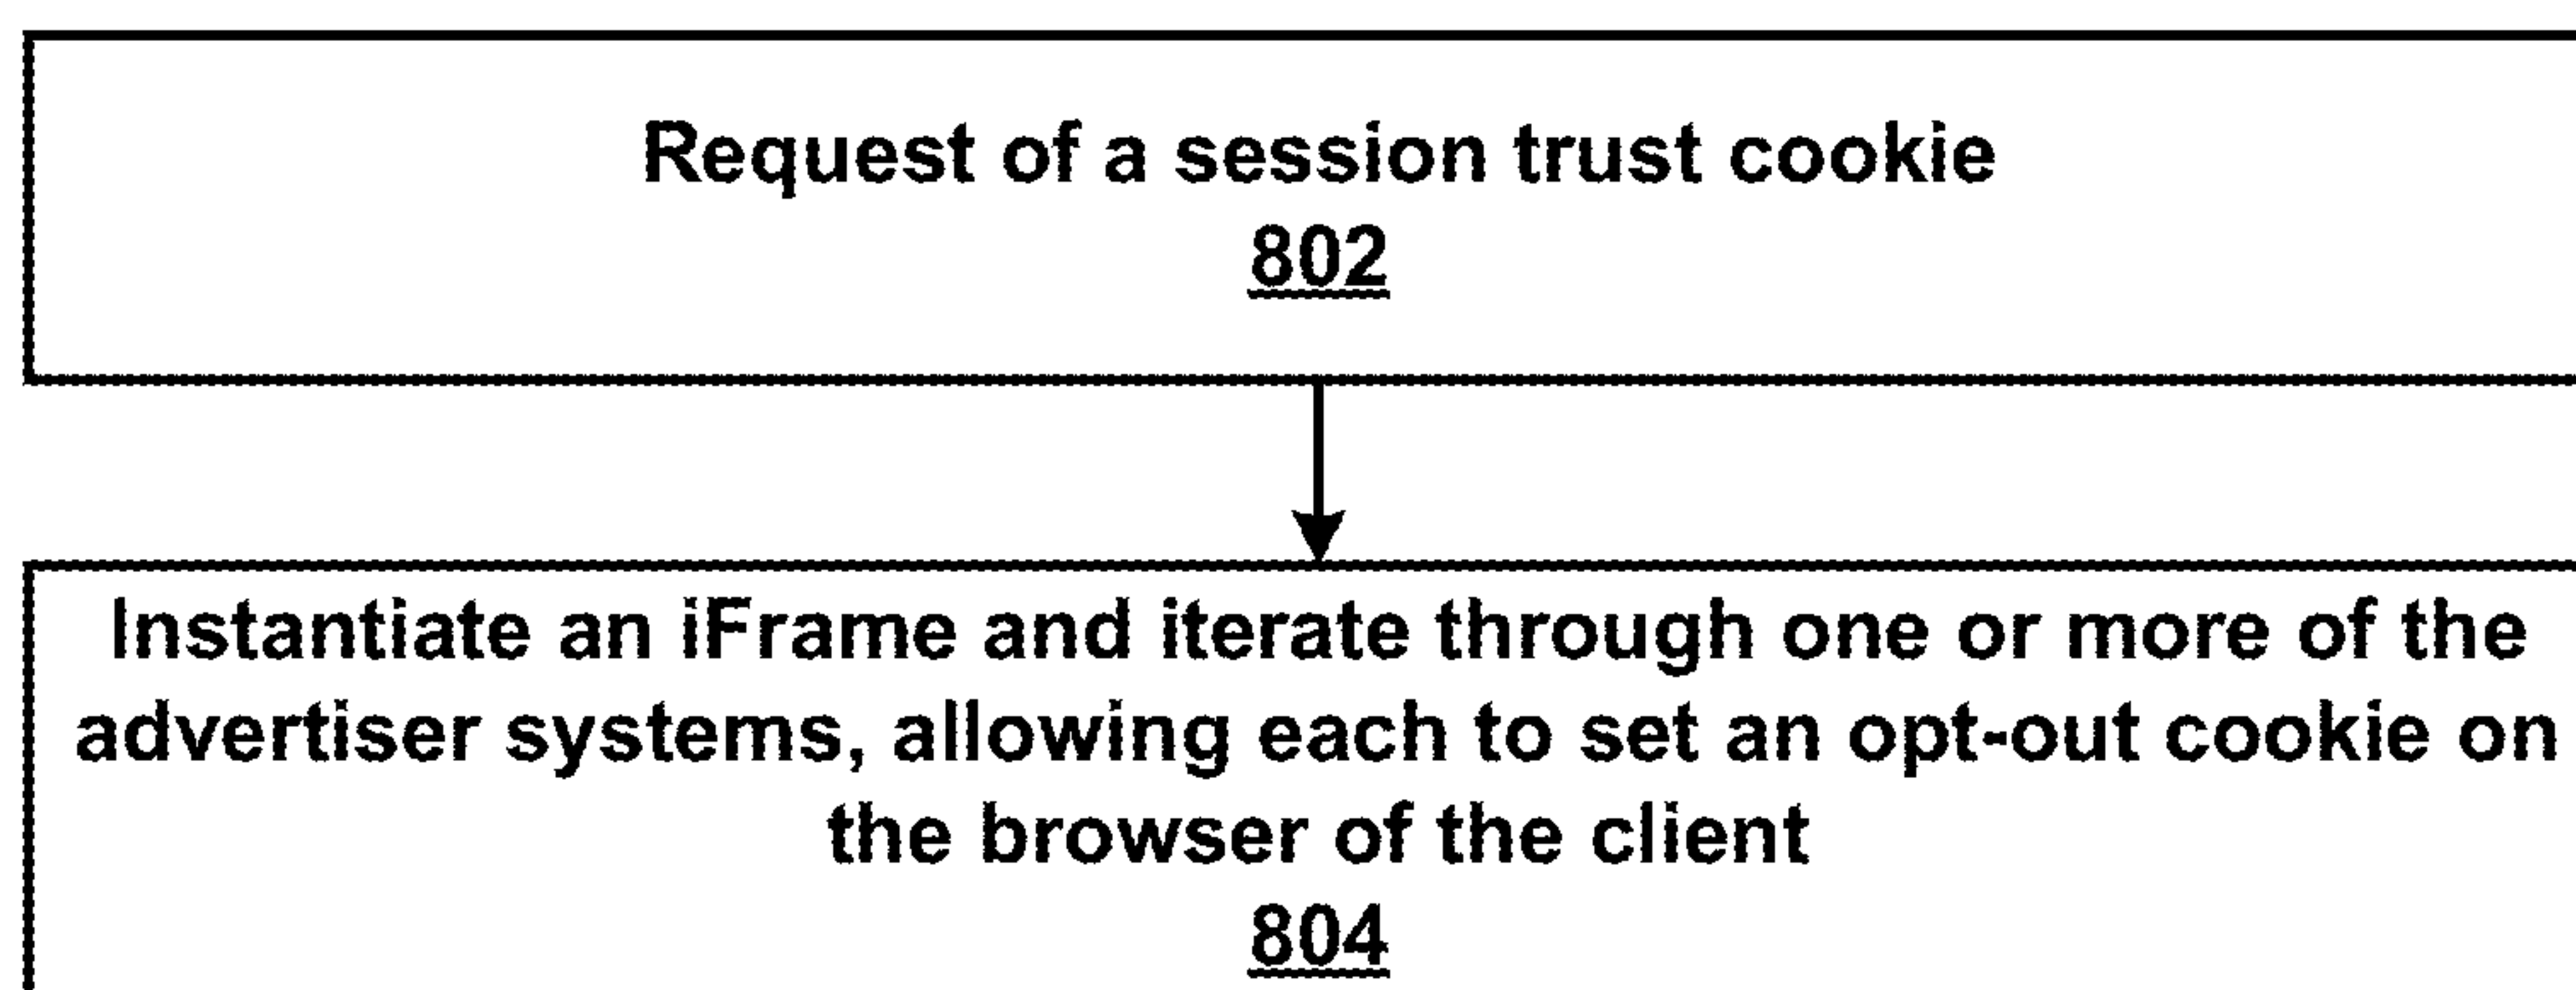 Request of a session trust cookie
802
Instantiate an iFrame and iterate through one or more of the
advertiser systems, allowing each to set an opt-out cookie on
the browser of the client
804